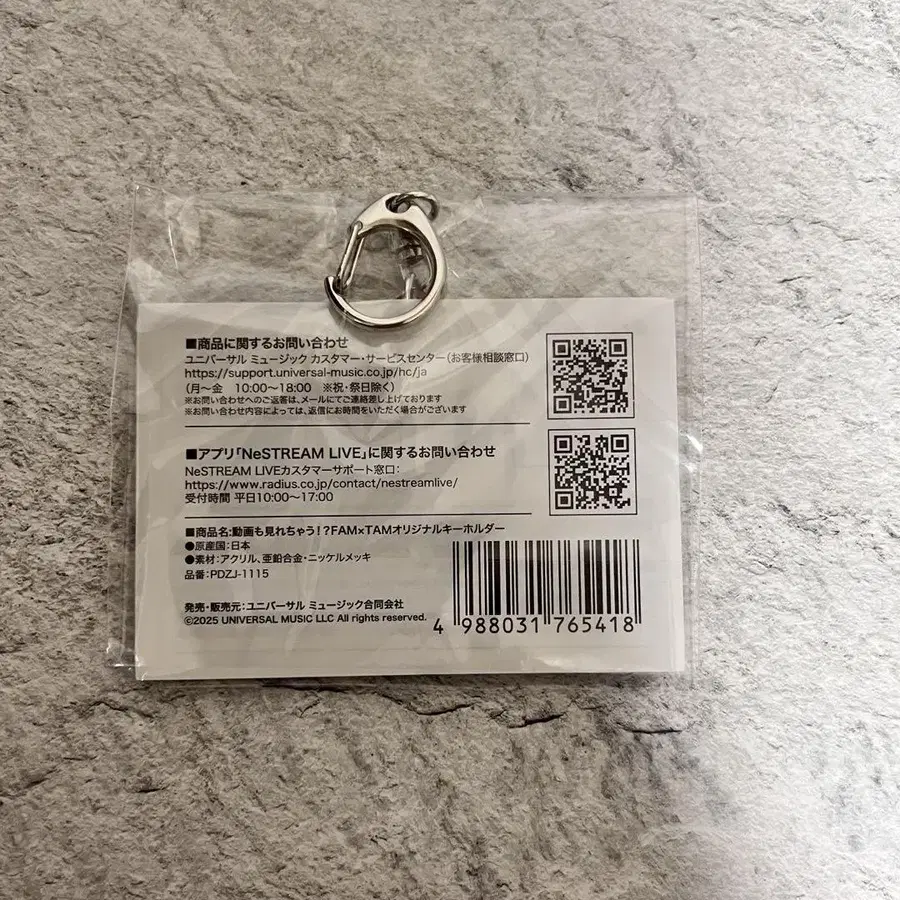 ■商品に関するお問い合わせ
ユニバーサル ミュージック カスタマー・サービスセンター(お客様相談窓口)
https://support.universal-music.co.jp/hc/ja
(月〜金　10:00〜18:00　※祝・祭日除く)
※お問い合わせへのご返答は、メールにてご連絡差し上げております
※お問い合わせ内容によっては、返信にお時間をいただく場合がございます
■アプリ「NeSTREAM LIVE」に関するお問い合わせ
NeSTREAM LIVEカスタマーサポート窓口:
https://www.radius.co.jp/contact/nestreamlive/
受付時間 平日10:00〜17:00
■商品名:動画も見れちゃう!?FAM×TAMオリジナルキーホルダー
●原産国:日本
●素材:アクリル、亜鉛合金・ニッケルメッキ
品番:PDZJ-1115
発売・販売元:ユニバーサル ミュージック合同会社
©2025 UNIVERSAL MUSIC LLC All rights reserved.
4 988031 765418